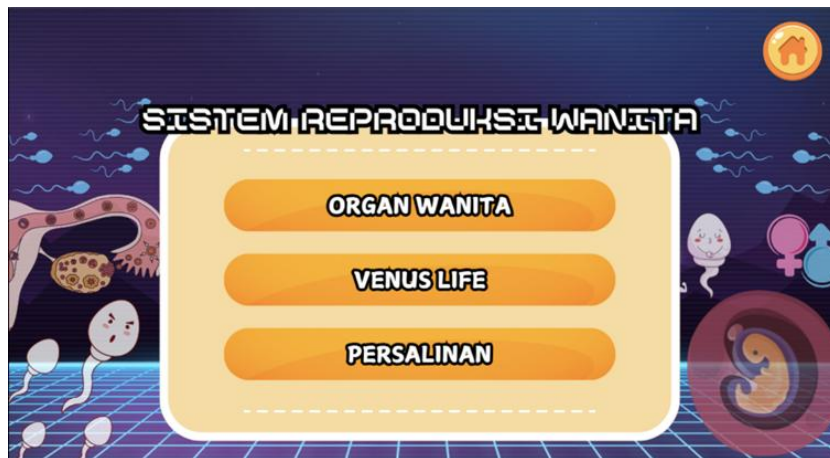 SISTEM REPRODUKSI WANITA
ORGAN WANITA
VENUS LIFE
PERSALINAN